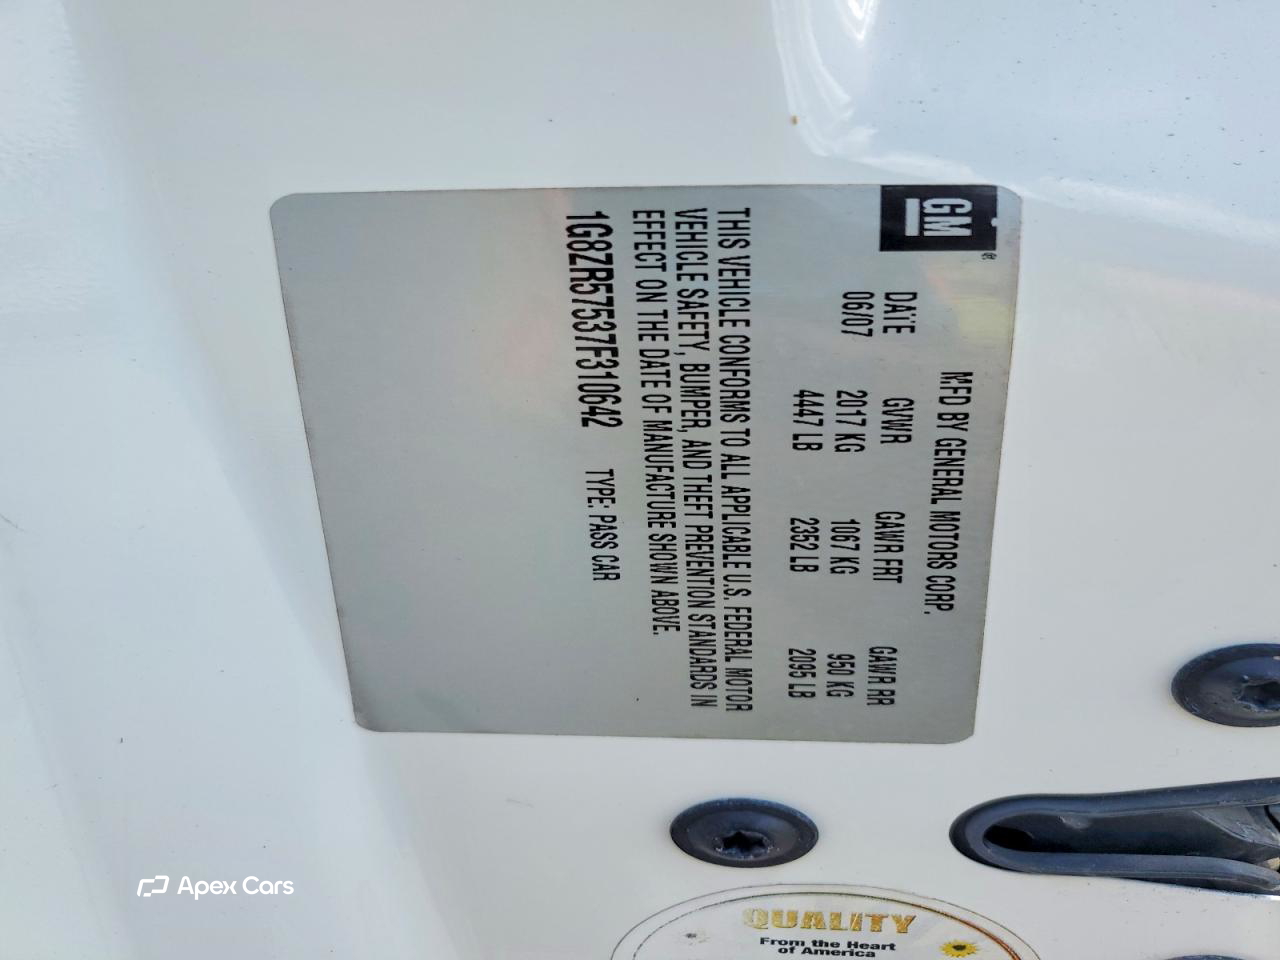 GM®
MFD BY GENERAL MOTORS CORP.
DATE GVWR GAWR FRT GAWR RR
06/07 2017 KG 1067 KG 950 KG
4447 LB 2352 LB 2095 LB
THIS VEHICLE CONFORMS TO ALL APPLICABLE U.S. FEDERAL MOTOR
VEHICLE SAFETY, BUMPER, AND THEFT PREVENTION STANDARDS IN
EFFECT ON THE DATE OF MANUFACTURE SHOWN ABOVE.
1G8ZR57537F310642 TYPE: PASS CAR
QUALITY
From the Heart
of America
Apex Cars